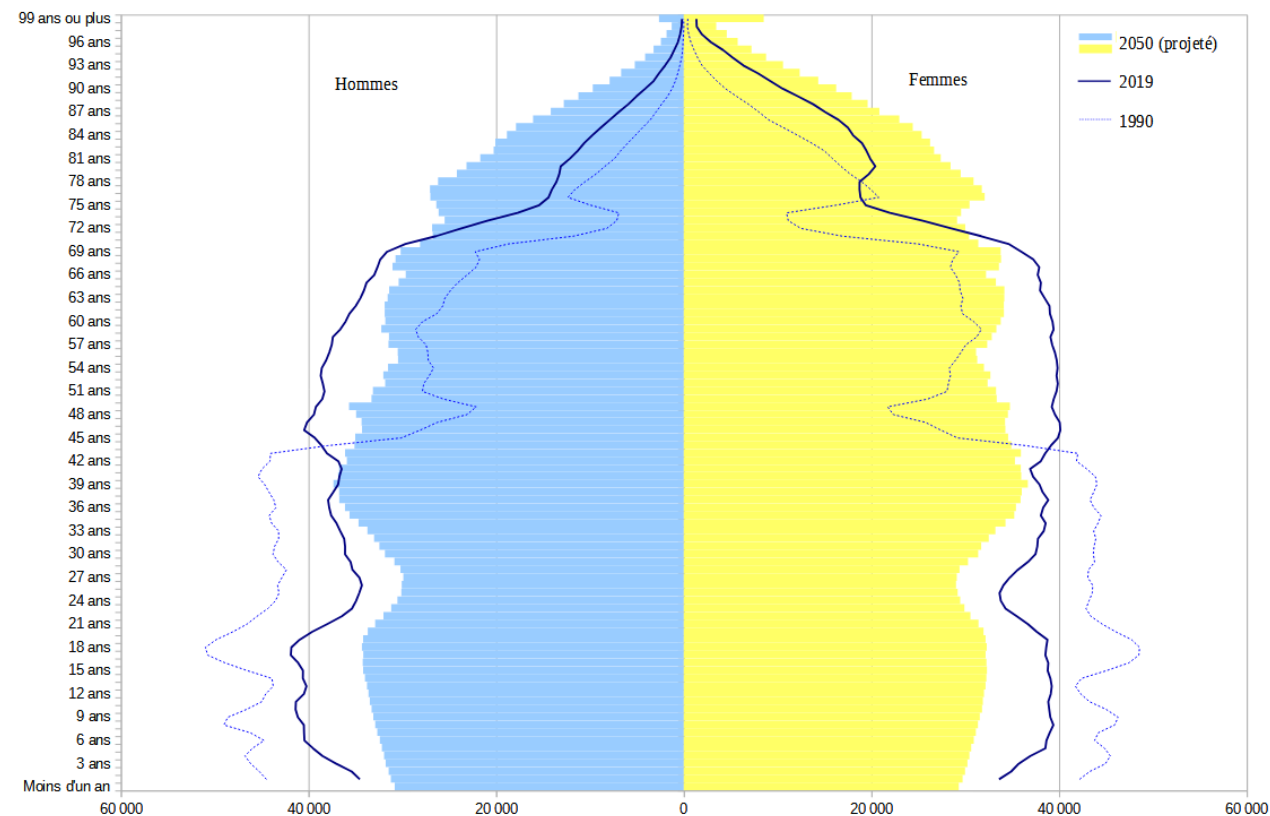 99 ans ou plus
96 ans
93 ans
90 ans
87 ans
84 ans
81 ans
78 ans
75 ans
72 ans
69 ans
66 ans
63 ans
60 ans
57 ans
54 ans
51 ans
48 ans
45 ans
42 ans
39 ans
36 ans
33 ans
30 ans
27 ans
24 ans
21 ans
18 ans
15 ans
12 ans
9 ans
6 ans
3 ans
Moins d'un an
Hommes
Femmes
2050 (projeté)
2019
1990
60 000 40 000 20 000 0 20 000 40 000 60 000